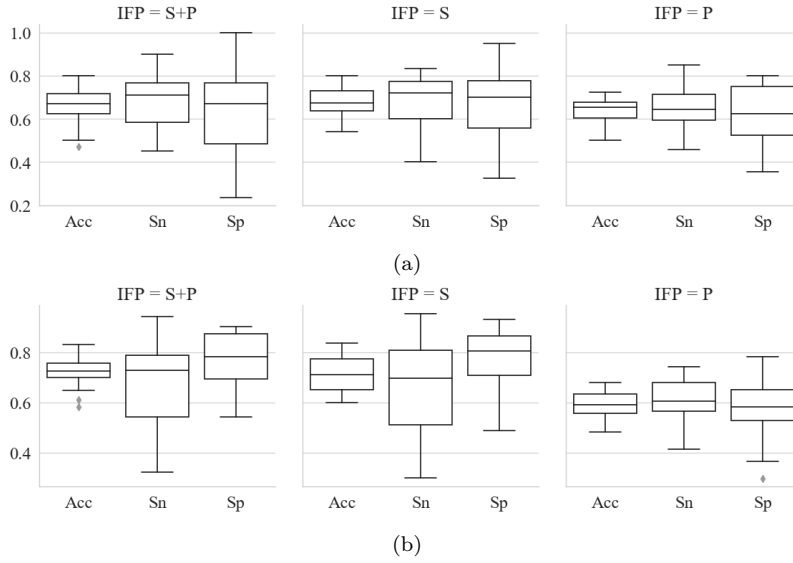 IFP = S+P IFP = S IFP = P
1.0
0.8
0.6
0.4
0.2
Acc Sn Sp Acc Sn Sp Acc Sn Sp
(a)
IFP = S+P IFP = S IFP = P
0.8
0.6
0.4
Acc Sn Sp Acc Sn Sp Acc Sn Sp
(b)